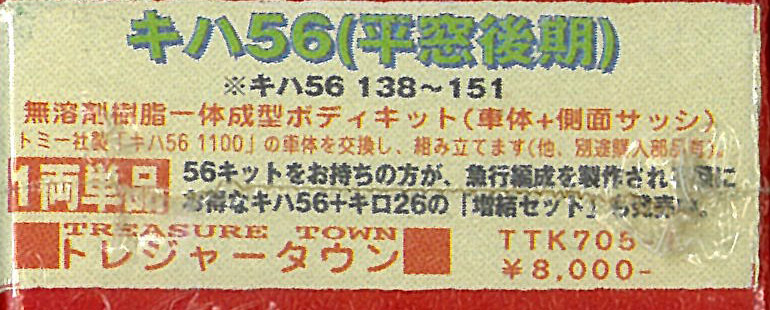 キハ56(平窓後期)
※キハ56 138～151
無溶剤樹脂一体成型ボディキット(車体+側面サッシ)
トミー社製「キハ56 1100」の車体を交換し、組み立てます(他、別途購入部品有)。
1両単品
56キットをお持ちの方が、急行編成を製作され
に
お得なキハ56+キロ26の「増結セット」も発売
TREASURE TOWN
トレジャータウン
TTK705
¥8,000-